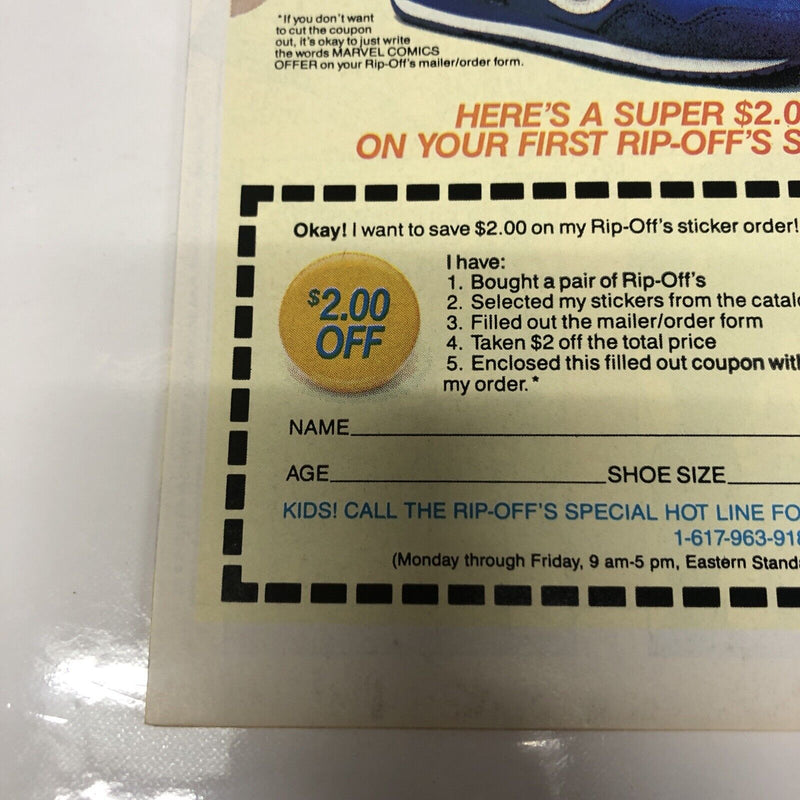 *If you don't want
to cut the coupon
out, it's okay to just write
the words MARVEL COMICS
OFFER on your Rip-Off's mailer/order form.
HERE'S A SUPER $2.0
ON YOUR FIRST RIP-OFF'S S
Okay! I want to save $2.00 on my Rip-Off's sticker order!
$2.00
OFF
I have:
1. Bought a pair of Rip-Off's
2. Selected my stickers from the catalo
3. Filled out the mailer/order form
4. Taken $2 off the total price
5. Enclosed this filled out coupon with
my order.*
NAME
AGE SHOE SIZE
KIDS! CALL THE RIP-OFF'S SPECIAL HOT LINE FO
1-617-963-918
(Monday through Friday, 9 am-5 pm, Eastern Standa